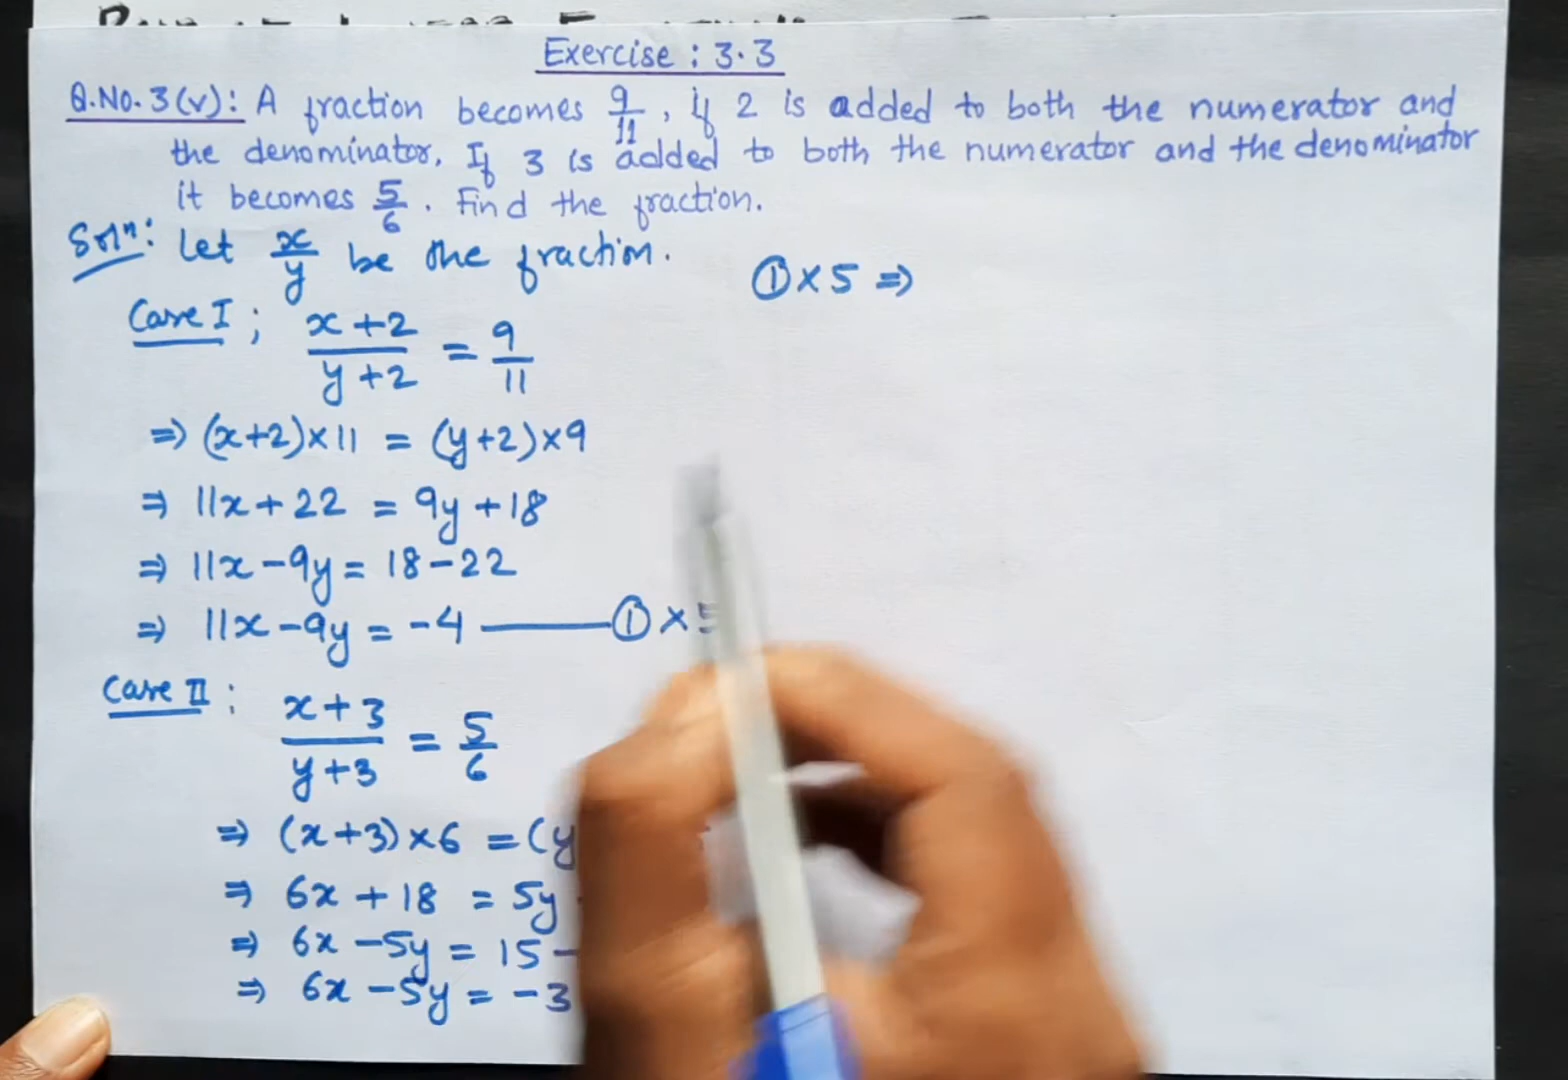 Exercise : 3.3
Q.No. 3(v): A fraction becomes 9/11, if 2 is added to both the numerator and
the denominator. If 3 is added to both the numerator and the denominator
it becomes 5/6. Find the fraction.
Solⁿ: Let x/y be the fraction.
① × 5 ⇒
Case I ; (x+2)/(y+2) = 9/11
⇒ (x+2)×11 = (y+2)×9
⇒ 11x + 22 = 9y + 18
⇒ 11x - 9y = 18 - 22
⇒ 11x - 9y = -4 ——— ① × 5
Case II : (x+3)/(y+3) = 5/6
⇒ (x+3)×6 = (y
⇒ 6x + 18 = 5y
⇒ 6x - 5y = 15 -
⇒ 6x - 5y = -3